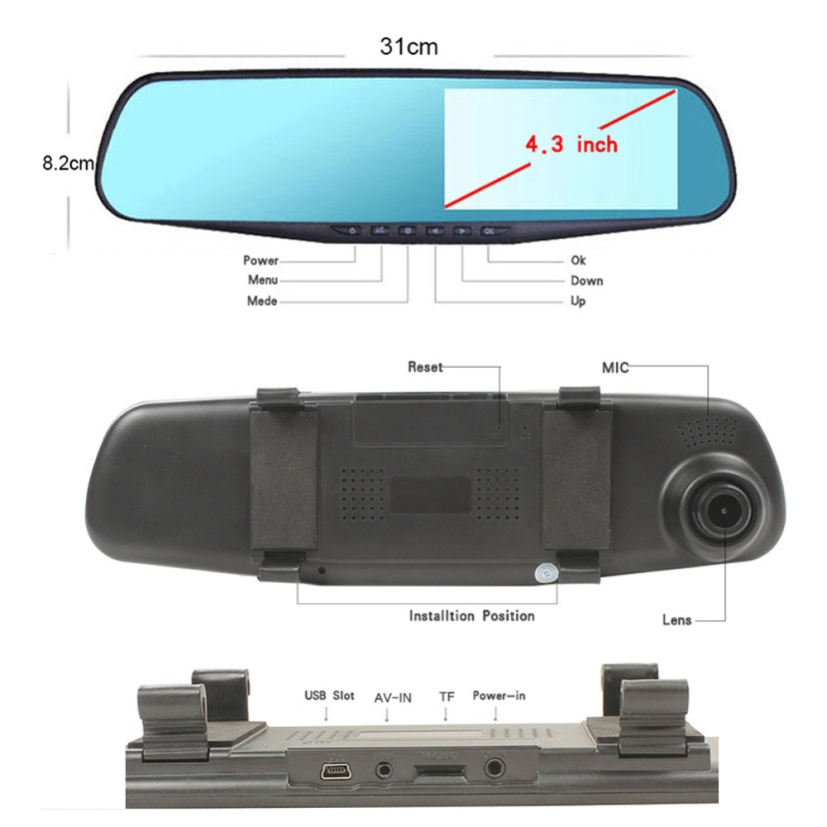 31cm
8.2cm
4.3 inch
Power
Menu
Mede
Ok
Down
Up
Reset
MIC
Installtion Position
Lens
USB Slot
AV-IN
TF
Power-in